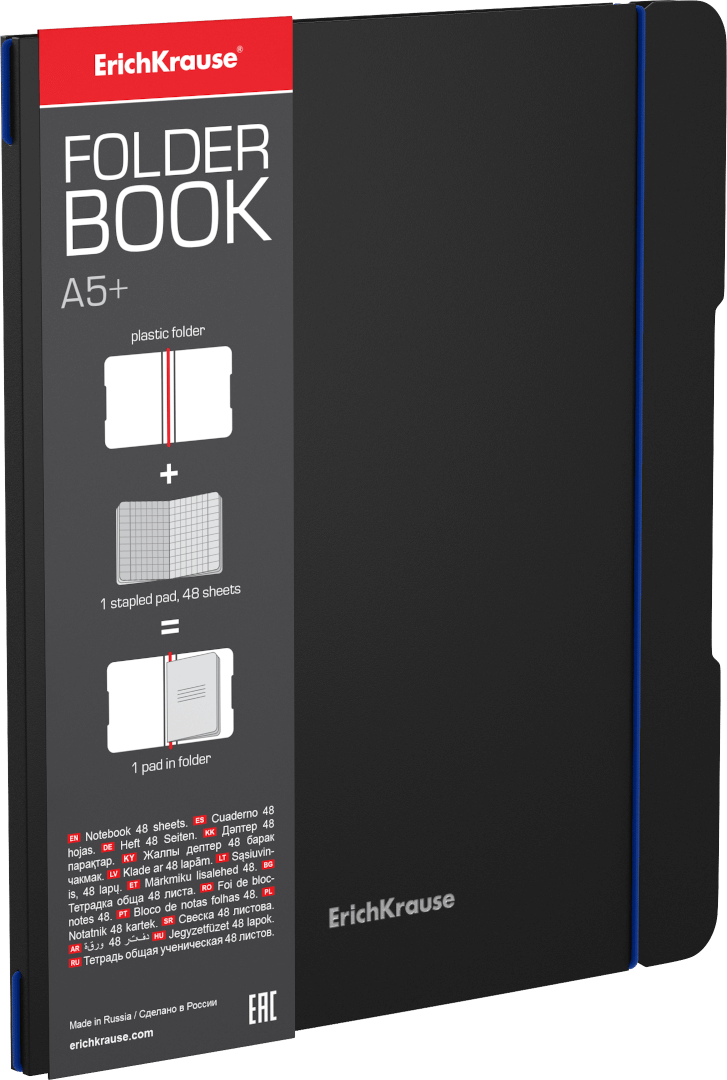 ErichKrause®
FOLDER
BOOK
A5+
plastic folder
+
1 stapled pad, 48 sheets
=
1 pad in folder
EN Notebook 48 sheets. ES Cuaderno 48
hojas. DE Heft 48 Seiten. KK Дәптер 48
парақтар. KY Жалпы дептер 48 барак
чакмак. LV Klade ar 48 lapām. LT Sąsiuvin-
is, 48 lapų. ET Märkmiku lisalehed 48. BG
Тетрадка обща 48 листа. RO Foi de bloc-
notes 48. PT Bloco de notas folhas 48. PL
Notatnik 48 kartek. SR Свеска 48 листова.
AR دفتر 48 ورقة HU Jegyzetfüzet 48 lapok.
RU Тетрадь общая ученическая 48 листов.
Made in Russia / Сделано в России
erichkrause.com
EAC
ErichKrause